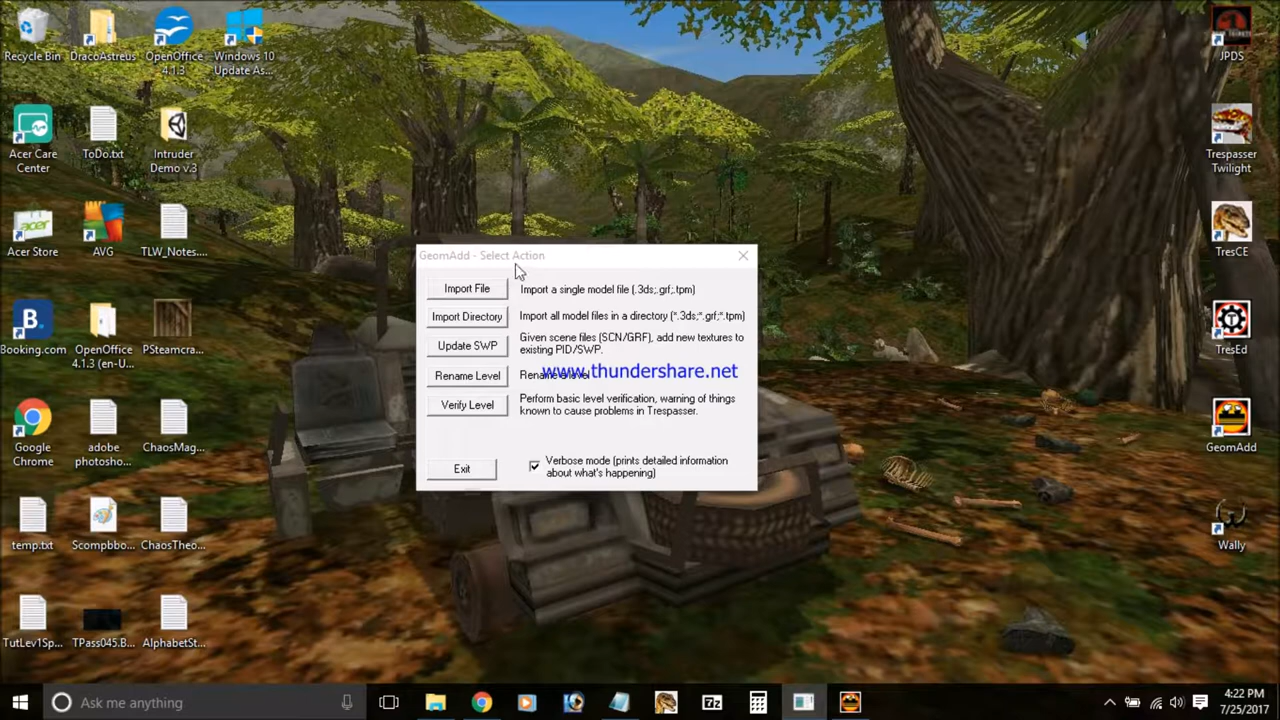 Recycle Bin
DracoAstreus
OpenOffice
4.1.3
Windows 10
Update As...
JPDS
Acer Care
Center
ToDo.txt
Intruder
Demo v.3
Trespasser
Twilight
Acer Store
AVG
TLW_Notes....
TresCE
Booking.com
OpenOffice
4.1.3 (en-U...
PSteamcra...
TresEd
Google
Chrome
adobe
photosho...
ChaosMag...
GeomAdd
temp.txt
Scompbbo...
ChaosTheo...
Wally
TutLev1Sp...
TPass045.B...
AlphabetSt...
GeomAdd - Select Action
Import File
Import a single model file (.3ds;.grf;.tpm)
Import Directory
Import all model files in a directory (*.3ds;*.grf;*.tpm)
Update SWP
Given scene files (SCN/GRF), add new textures to
existing PID/SWP.
www.thundershare.net
Rename Level
Verify Level
Perform basic level verification, warning of things
known to cause problems in Trespasser.
Exit
Verbose mode (prints detailed information
about what's happening)
Ask me anything
7z
4:22 PM
7/25/2017